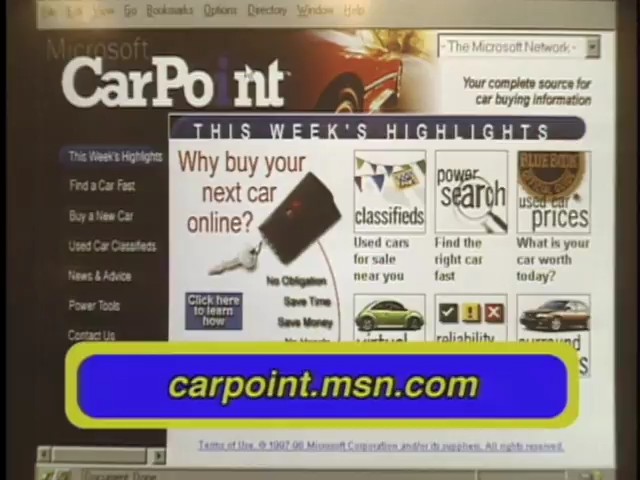 File Edit View Go Bookmarks Options Directory Window Help
Microsoft
CarPoint
- The Microsoft Network -
Your complete source for
car buying information
THIS WEEK'S HIGHLIGHTS
This Week's Highlights
Find a Car Fast
Buy a New Car
Used Car Classifieds
News & Advice
Power Tools
Contact Us
Why buy your
next car
online?
No Obligation
Save Time
Save Money
Click here
to learn
how
classifieds
Used cars
for sale
near you
power
search
Find the
right car
fast
BLUE BOOK
used car
prices
What is your
car worth
today?
virtual
reliability
surround
carpoint.msn.com
Terms of Use. © 1997-98 Microsoft Corporation and/or its suppliers. All rights reserved.
Document Done